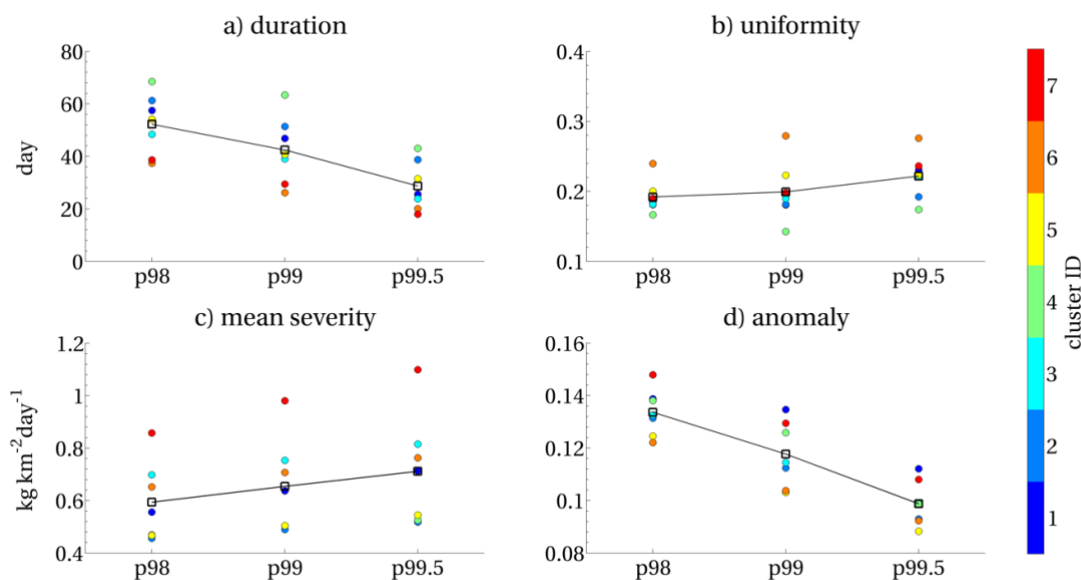 a) duration
80
60
40
20
0
day
p98 p99 p99.5
b) uniformity
0.4
0.3
0.2
0.1
p98 p99 p99.5
c) mean severity
1.2
1
0.8
0.6
0.4
kg km-2day-1
p98 p99 p99.5
d) anomaly
0.16
0.14
0.12
0.1
0.08
p98 p99 p99.5
7
6
5
4
3
2
1
cluster ID